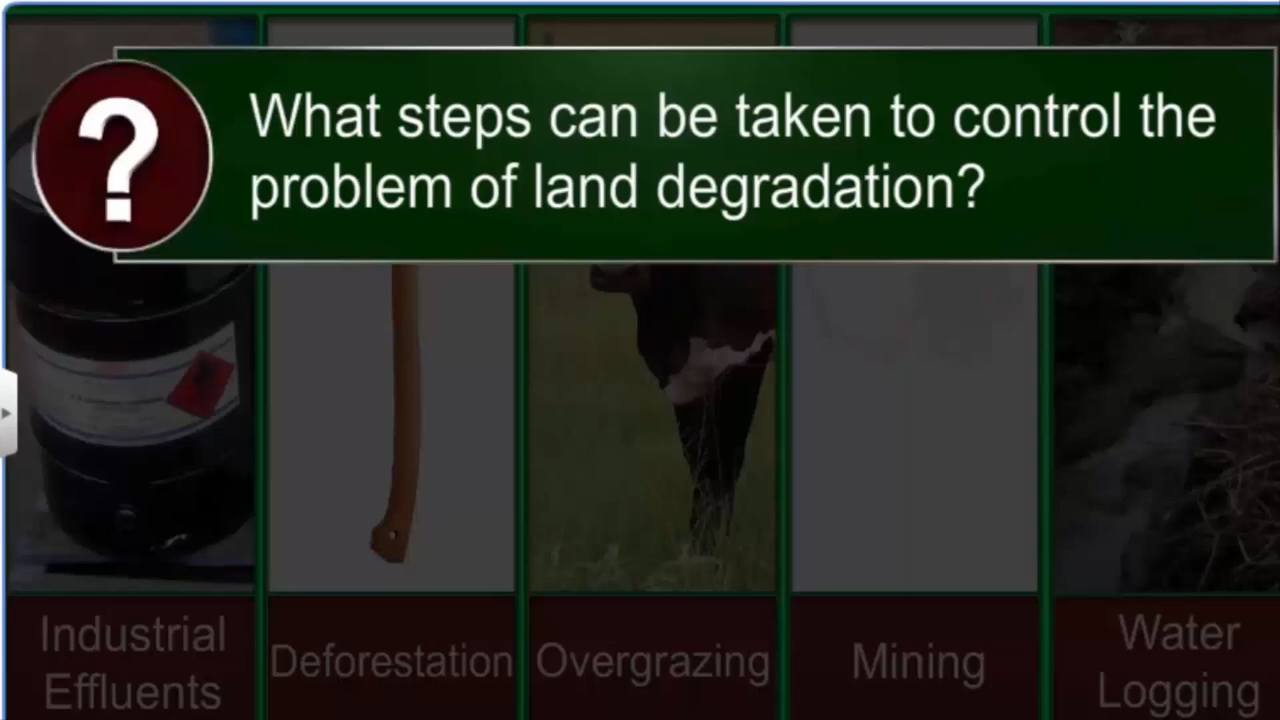 ?
What steps can be taken to control the
problem of land degradation?
Industrial
Effluents
Deforestation
Overgrazing
Mining
Water
Logging